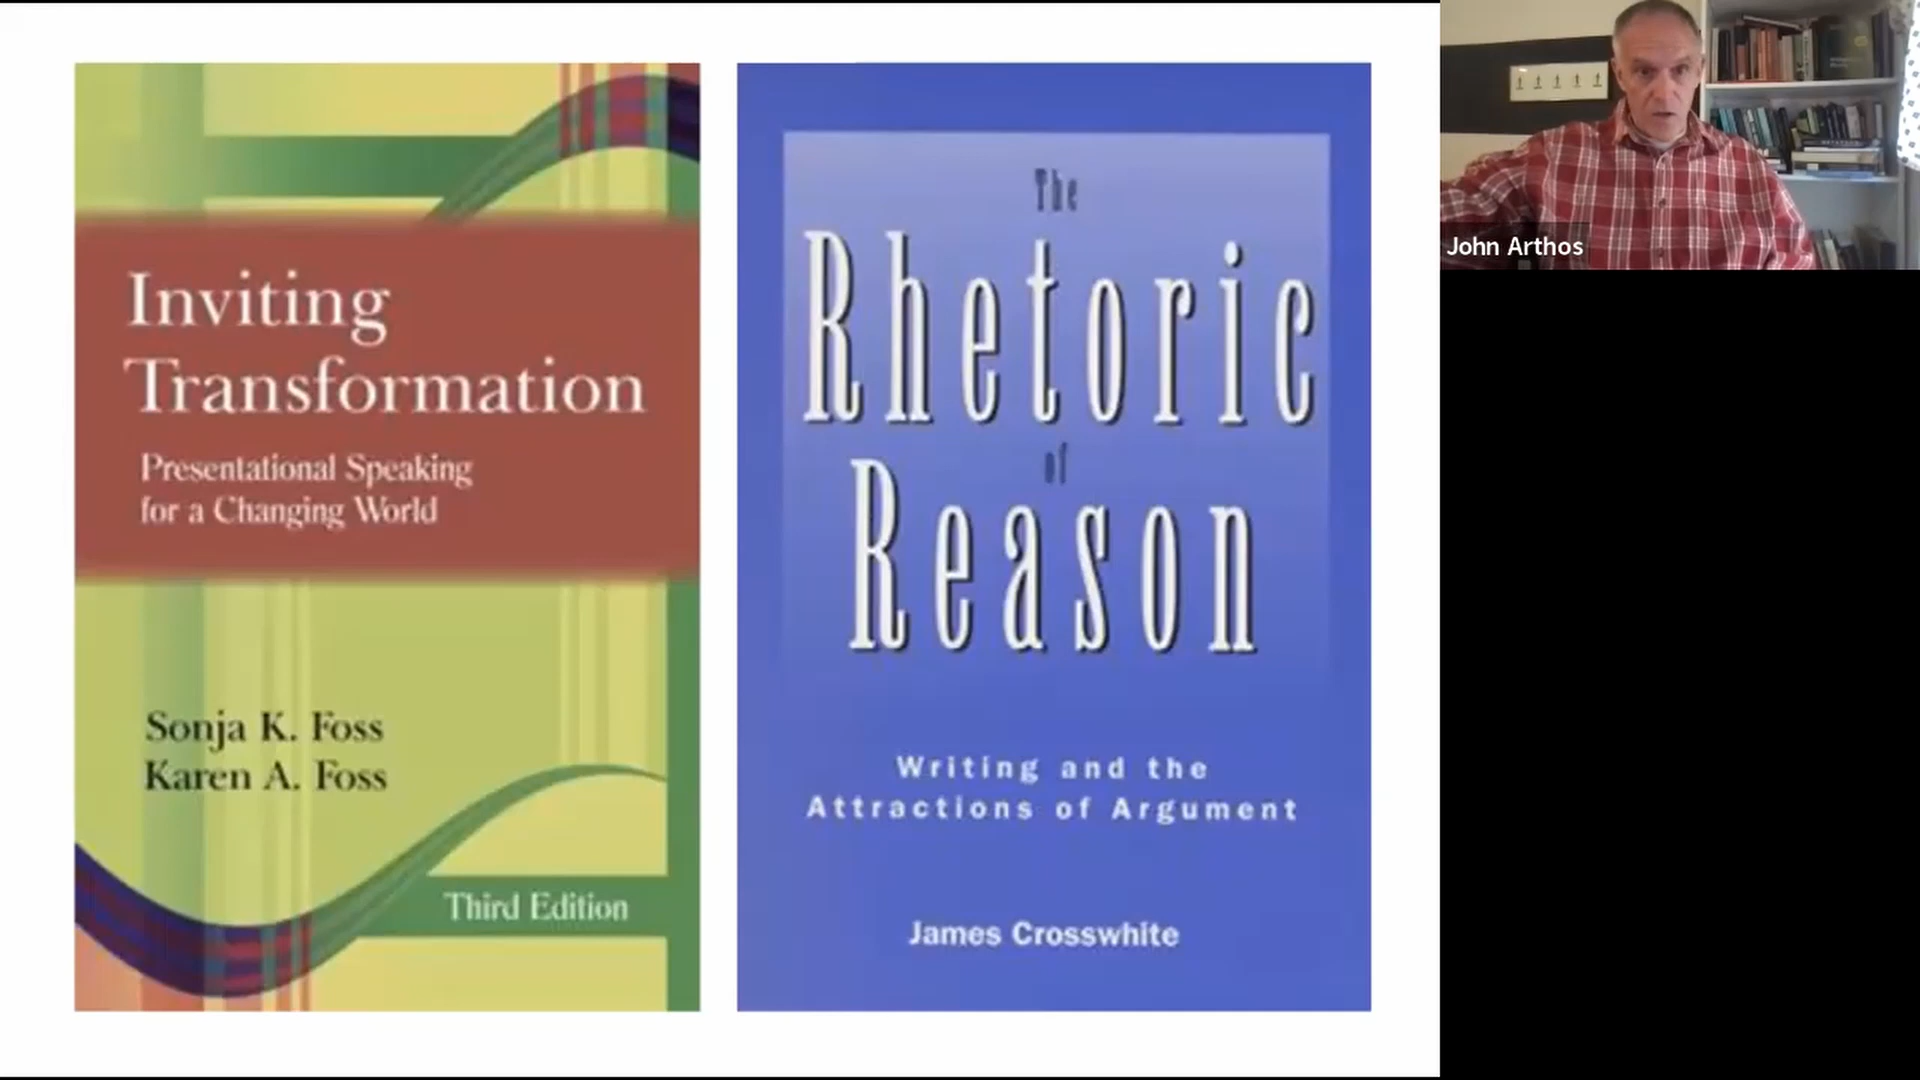 Inviting
Transformation
Presentational Speaking
for a Changing World
Sonja K. Foss
Karen A. Foss
Third Edition
The
Rhetoric
of
Reason
Writing and the
Attractions of Argument
James Crosswhite
John Arthos